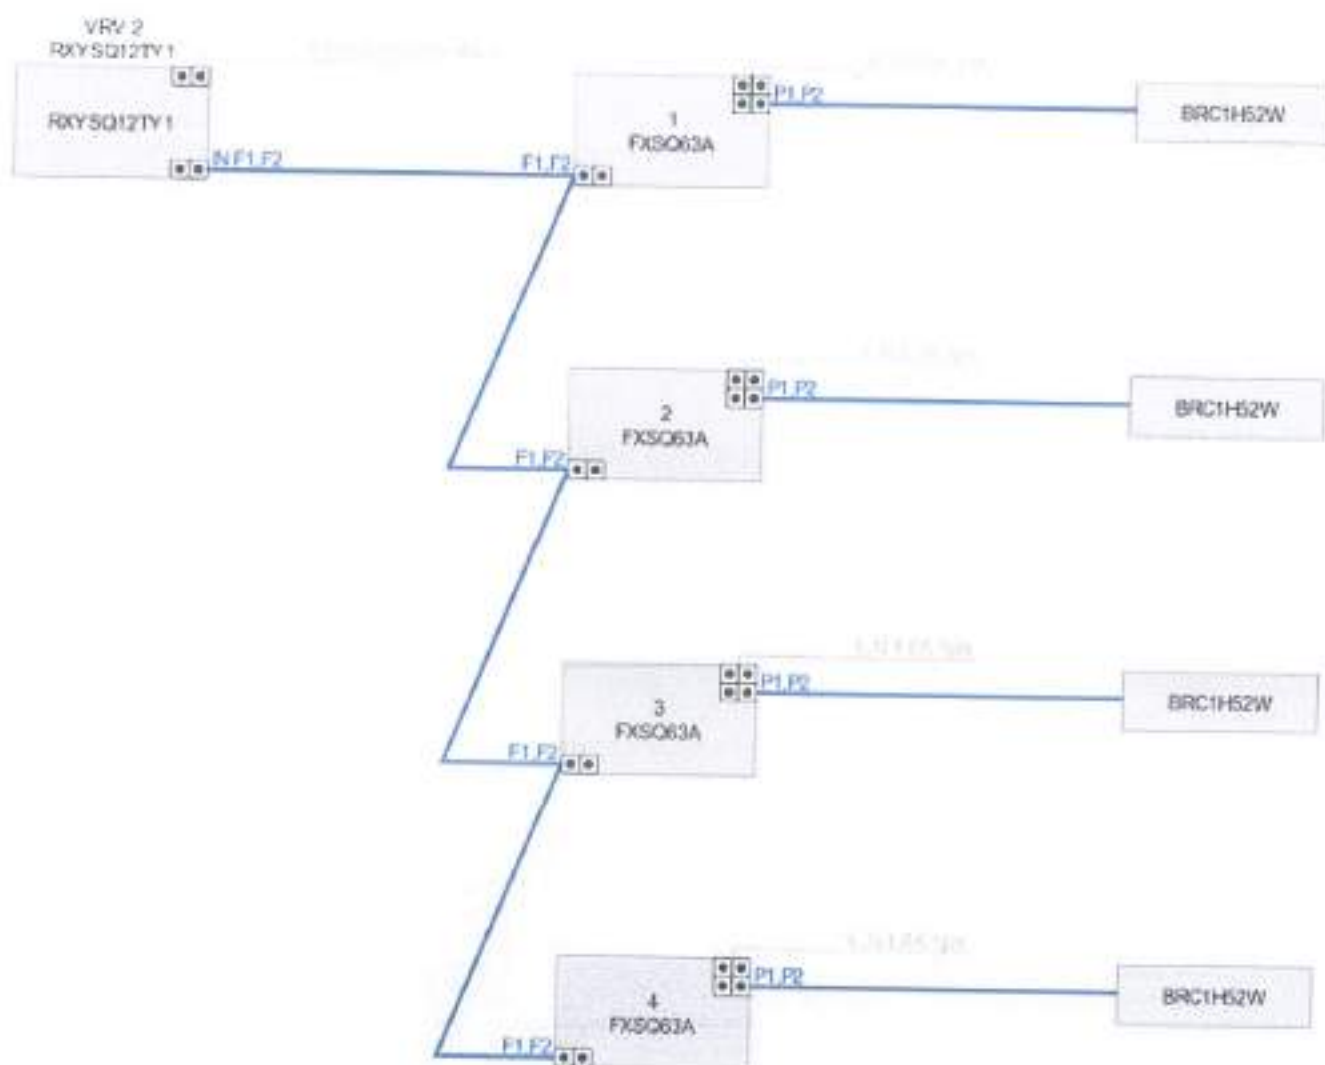 VRV 2
RXYSQ12TY1
RXYSQ12TY1
IN F1,F2
F1,F2
1
FXSQ63A
P1,P2
BRC1H52W
F1,F2
2
FXSQ63A
P1,P2
BRC1H52W
F1,F2
3
FXSQ63A
P1,P2
BRC1H52W
F1,F2
4
FXSQ63A
P1,P2
BRC1H52W